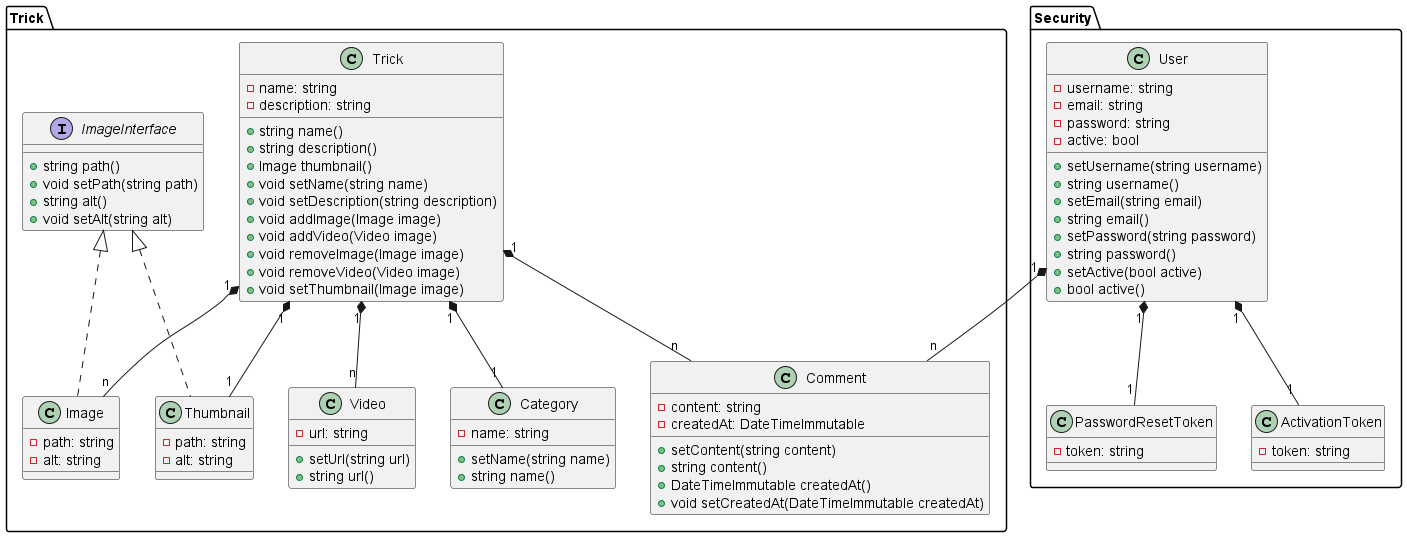 Trick
Security
C Trick
name: string
description: string
string name()
string description()
Image thumbnail()
void setName(string name)
void setDescription(string description)
void addImage(Image image)
void addVideo(Video image)
void removeImage(Image image)
void removeVideo(Video image)
void setThumbnail(Image image)
C User
username: string
email: string
password: string
active: bool
setUsername(string username)
string username()
setEmail(string email)
string email()
setPassword(string password)
string password()
setActive(bool active)
bool active()
I ImageInterface
string path()
void setPath(string path)
string alt()
void setAlt(string alt)
1
1
1
1
1
1
1
1
n
1
n
1
n
n
1
1
C Image
path: string
alt: string
C Thumbnail
path: string
alt: string
C Video
url: string
setUrl(string url)
string url()
C Category
name: string
setName(string name)
string name()
C Comment
content: string
createdAt: DateTimeImmutable
setContent(string content)
string content()
DateTimeImmutable createdAt()
void setCreatedAt(DateTimeImmutable createdAt)
C PasswordResetToken
token: string
C ActivationToken
token: string